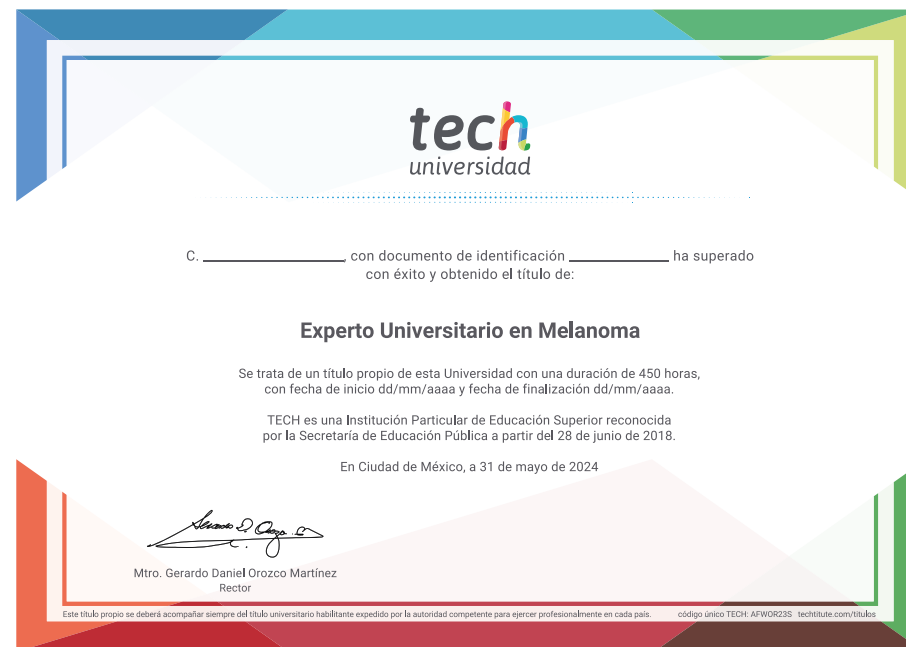 tech
universidad
C. ____________, con documento de identificación ____________ ha superado
con éxito y obtenido el título de:
Experto Universitario en Melanoma
Se trata de un título propio de esta Universidad con una duración de 450 horas,
con fecha de inicio dd/mm/aaaa y fecha de finalización dd/mm/aaaa.
TECH es una Institución Particular de Educación Superior reconocida
por la Secretaría de Educación Pública a partir del 28 de junio de 2018.
En Ciudad de México, a 31 de mayo de 2024
Mtro. Gerardo Daniel Orozco Martínez
Rector
Este título propio se deberá acompañar siempre del título universitario habilitante expedido por la autoridad competente para ejercer profesionalmente en cada país. código único TECH: AFWOR23S techtitute.com/títulos